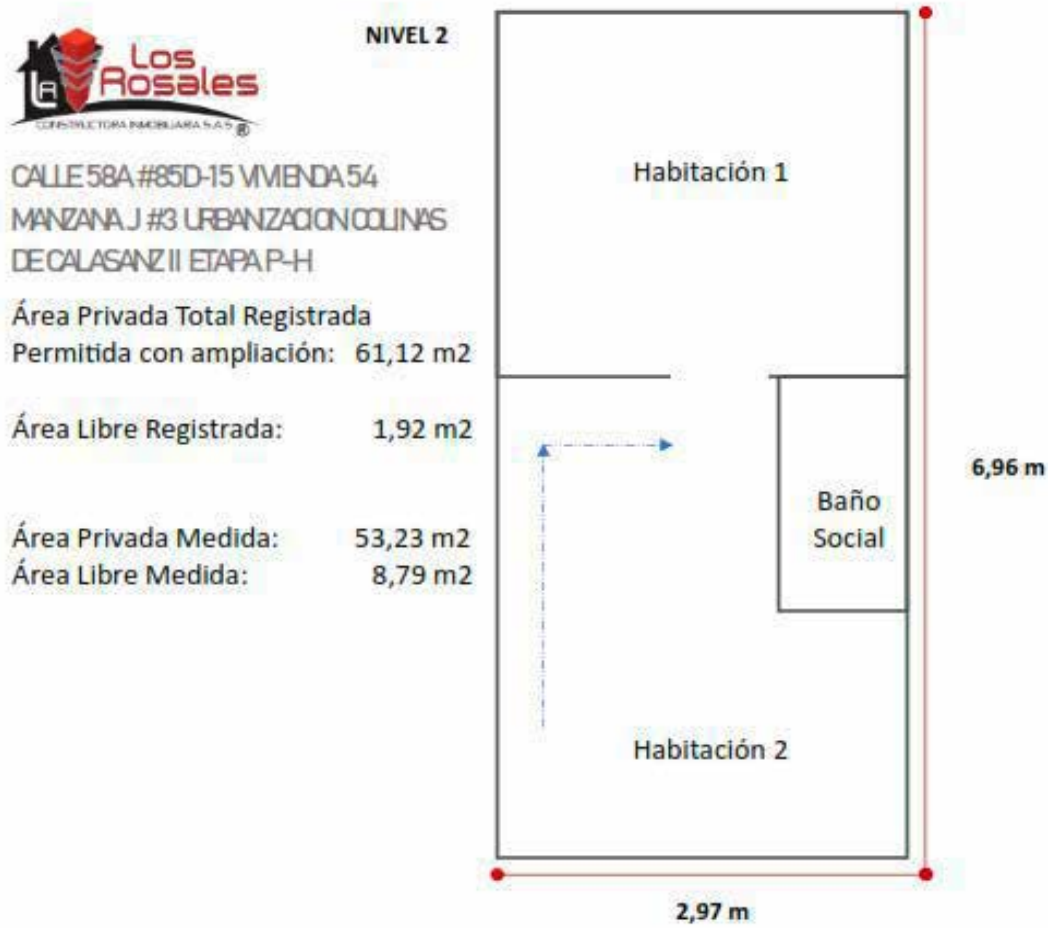 Los
Rosales
CONSTRUCTORA INMOBILIARIA S.A.S ®
NIVEL 2
CALLE 58A #85D-15 VIVIENDA 54
MANZANA J #3 URBANIZACION COLINAS
DE CALASANZ II ETAPA P-H
Área Privada Total Registrada
Permitida con ampliación: 61,12 m2
Área Libre Registrada: 1,92 m2
Área Privada Medida: 53,23 m2
Área Libre Medida: 8,79 m2
Habitación 1
Baño
Social
Habitación 2
6,96 m
2,97 m